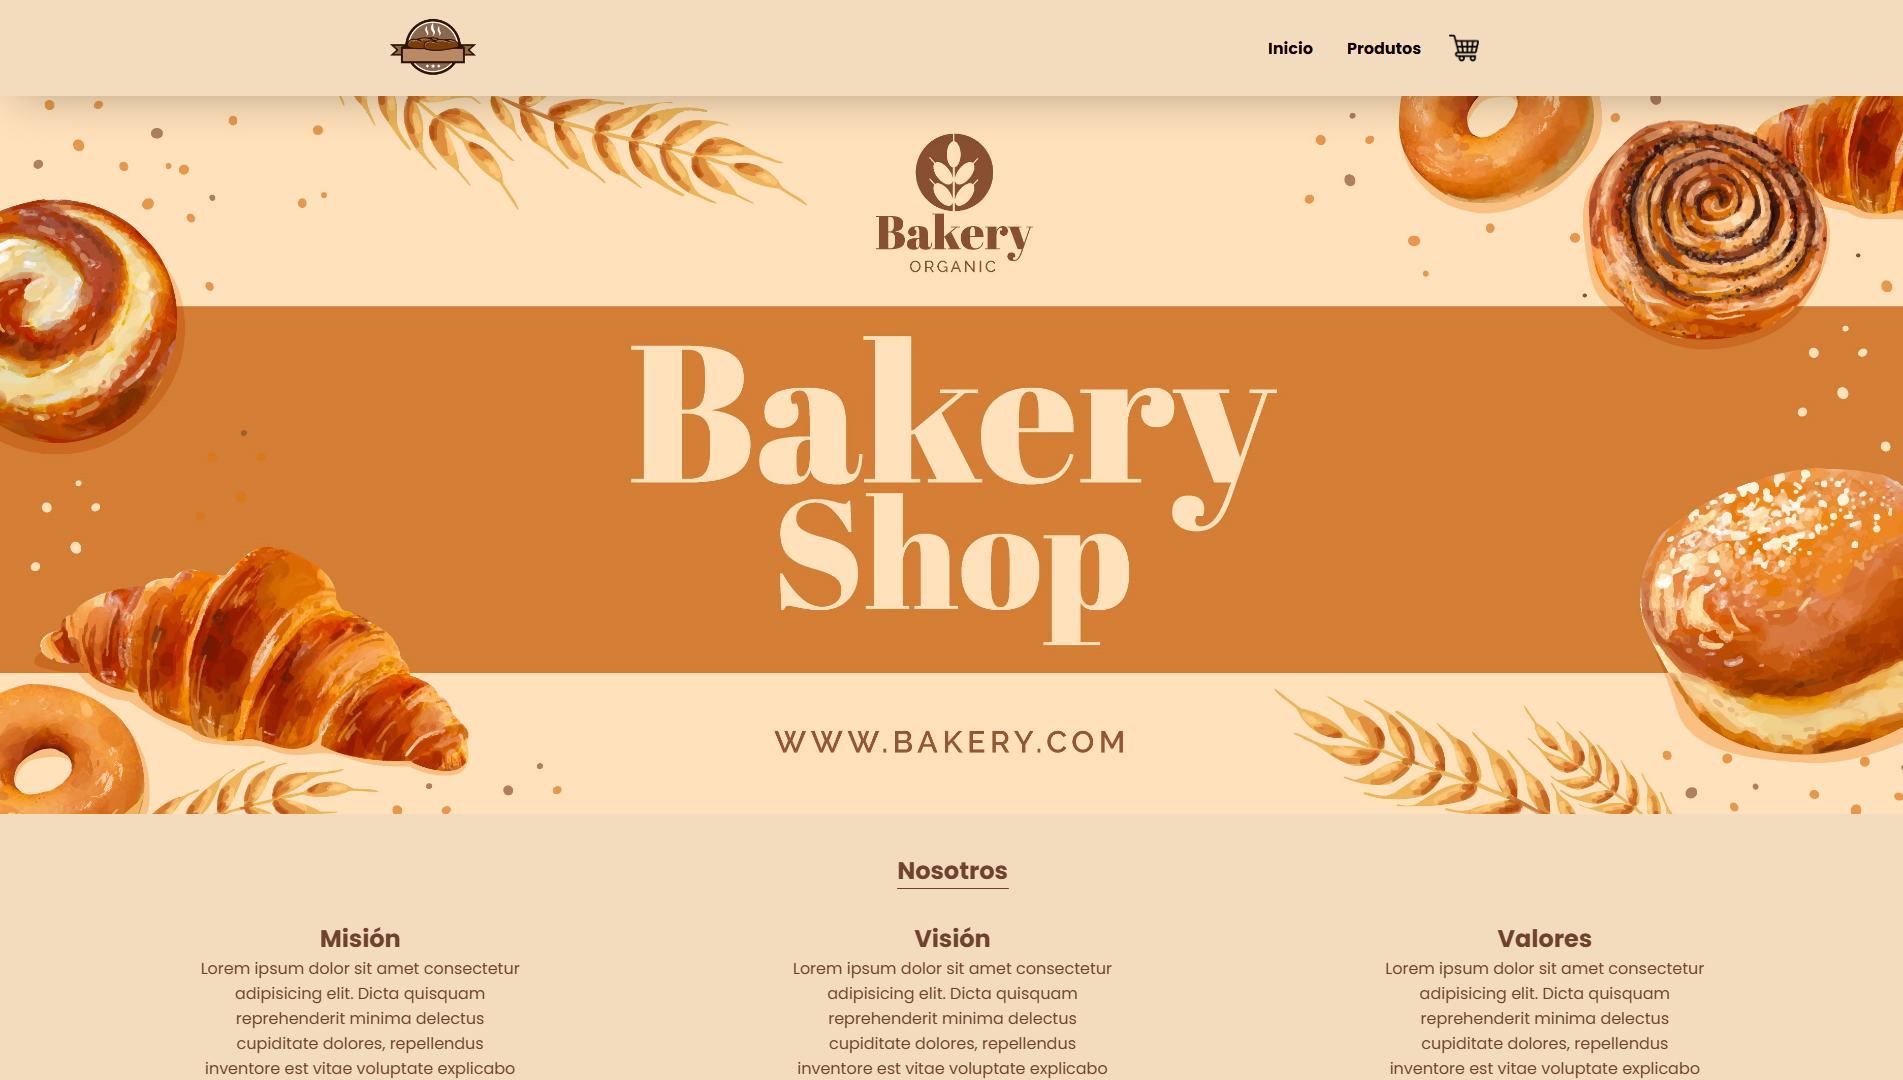 Inicio Produtos
Bakery
ORGANIC
Bakery
Shop
WWW.BAKERY.COM
Nosotros
Misión
Lorem ipsum dolor sit amet consectetur
adipisicing elit. Dicta quisquam
reprehenderit minima delectus
cupiditate dolores, repellendus
inventore est vitae voluptate explicabo
Visión
Lorem ipsum dolor sit amet consectetur
adipisicing elit. Dicta quisquam
reprehenderit minima delectus
cupiditate dolores, repellendus
inventore est vitae voluptate explicabo
Valores
Lorem ipsum dolor sit amet consectetur
adipisicing elit. Dicta quisquam
reprehenderit minima delectus
cupiditate dolores, repellendus
inventore est vitae voluptate explicabo